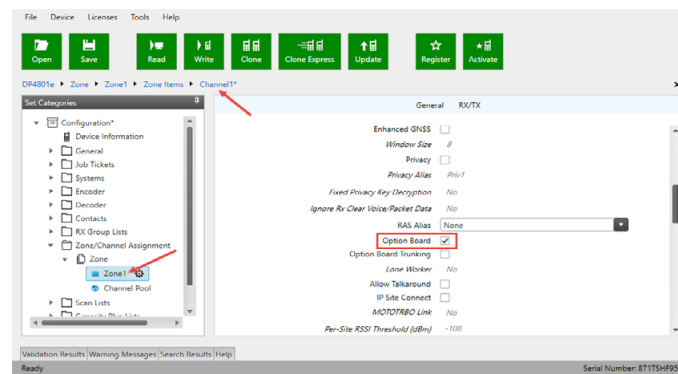 File Device Licenses Tools Help
Open Save Read Write Clone Clone Express Update Register Activate
DP4801e Zone Zone1 Zone Items Channel1*
Set Categories
General RX/TX
Configuration*
Device Information
General
Job Tickets
Systems
Encoder
Decoder
Contacts
RX Group Lists
Zone/Channel Assignment
Zone
Zone1
Channel Pool
Scan Lists
Capacity Plus Lists
Enhanced GNSS
Window Size 8
Privacy
Privacy Alias Priv1
Fixed Privacy Key Decryption No
Ignore Rx Clear Voice/Packet Data No
RAS Alias None
Option Board
Option Board Trunking
Lone Worker No
Allow Talkaround
IP Site Connect
MOTOTRBO Link No
Per-Site RSSI Threshold (dBm) -108
Validation Results Warning Messages Search Results Help
Ready Serial Number: 871TSHF95